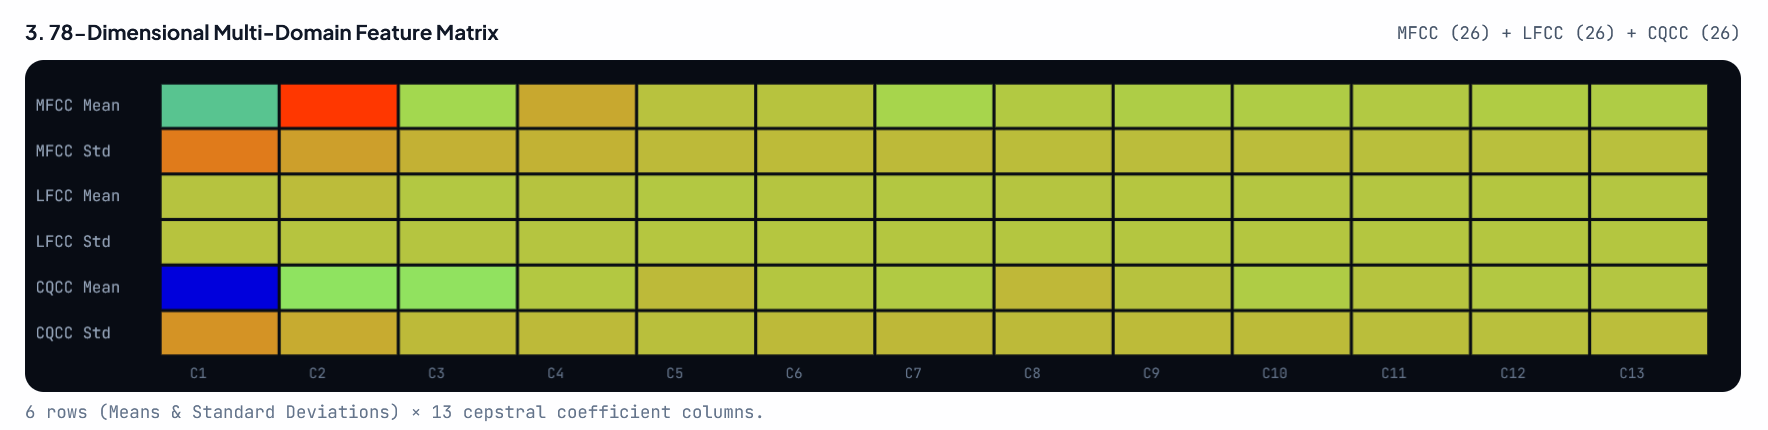 3. 78-Dimensional Multi-Domain Feature Matrix
MFCC (26) + LFCC (26) + CQCC (26)
MFCC Mean
MFCC Std
LFCC Mean
LFCC Std
CQCC Mean
CQCC Std
C1 C2 C3 C4 C5 C6 C7 C8 C9 C10 C11 C12 C13
6 rows (Means & Standard Deviations) × 13 cepstral coefficient columns.